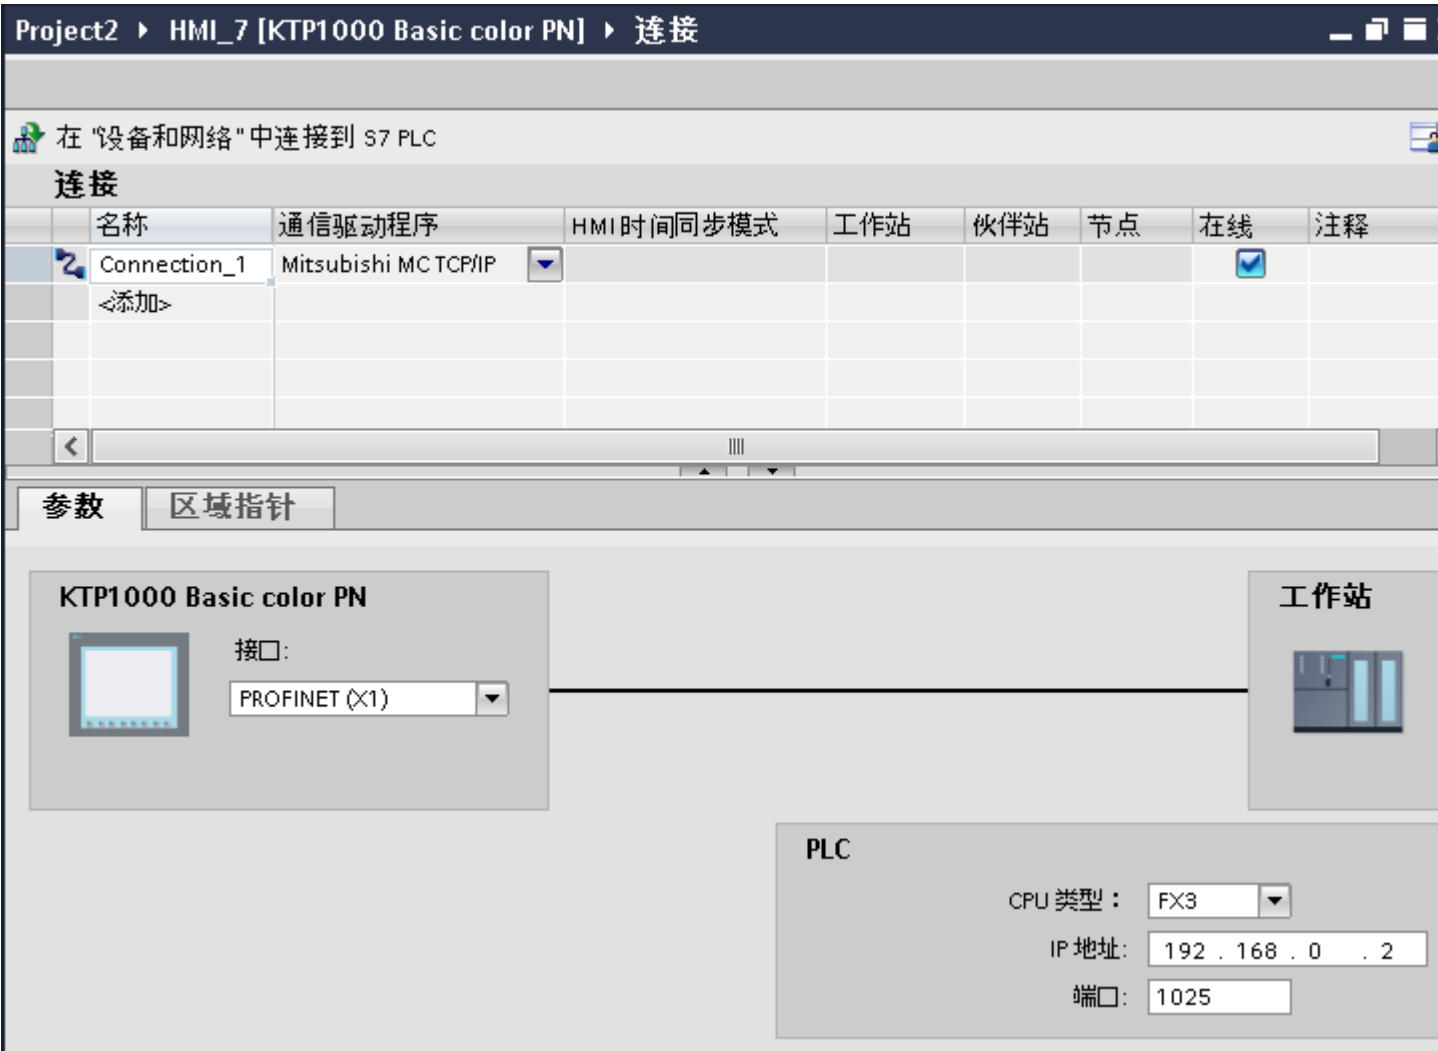 Project2 ▸ HMI_7 [KTP1000 Basic color PN] ▸ 连接
在 "设备和网络" 中连接到 S7 PLC
连接
名称 通信驱动程序 HMI时间同步模式 工作站 伙伴站 节点 在线 注释
Connection_1 Mitsubishi MC TCP/IP
<添加>
参数 区域指针
KTP1000 Basic color PN
工作站
接口:
PROFINET (X1)
PLC
CPU 类型： FX3
IP 地址: 192 . 168 . 0 . 2
端口: 1025